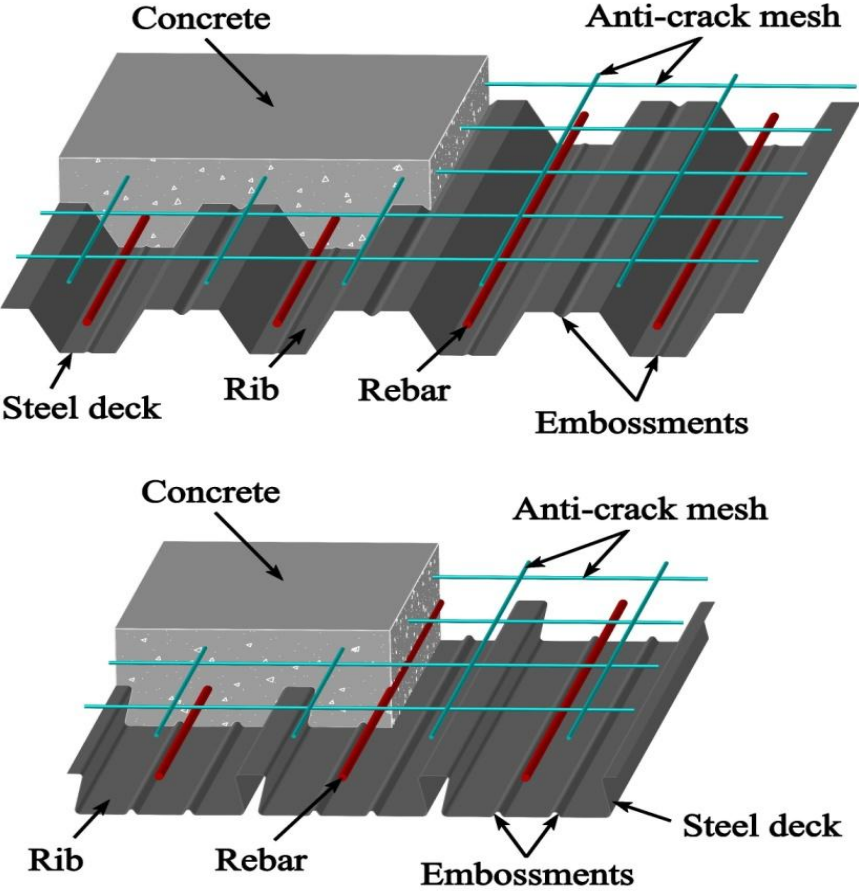 Concrete
Anti-crack mesh
Steel deck
Rib
Rebar
Embossments
Concrete
Anti-crack mesh
Rib
Rebar
Embossments
Steel deck